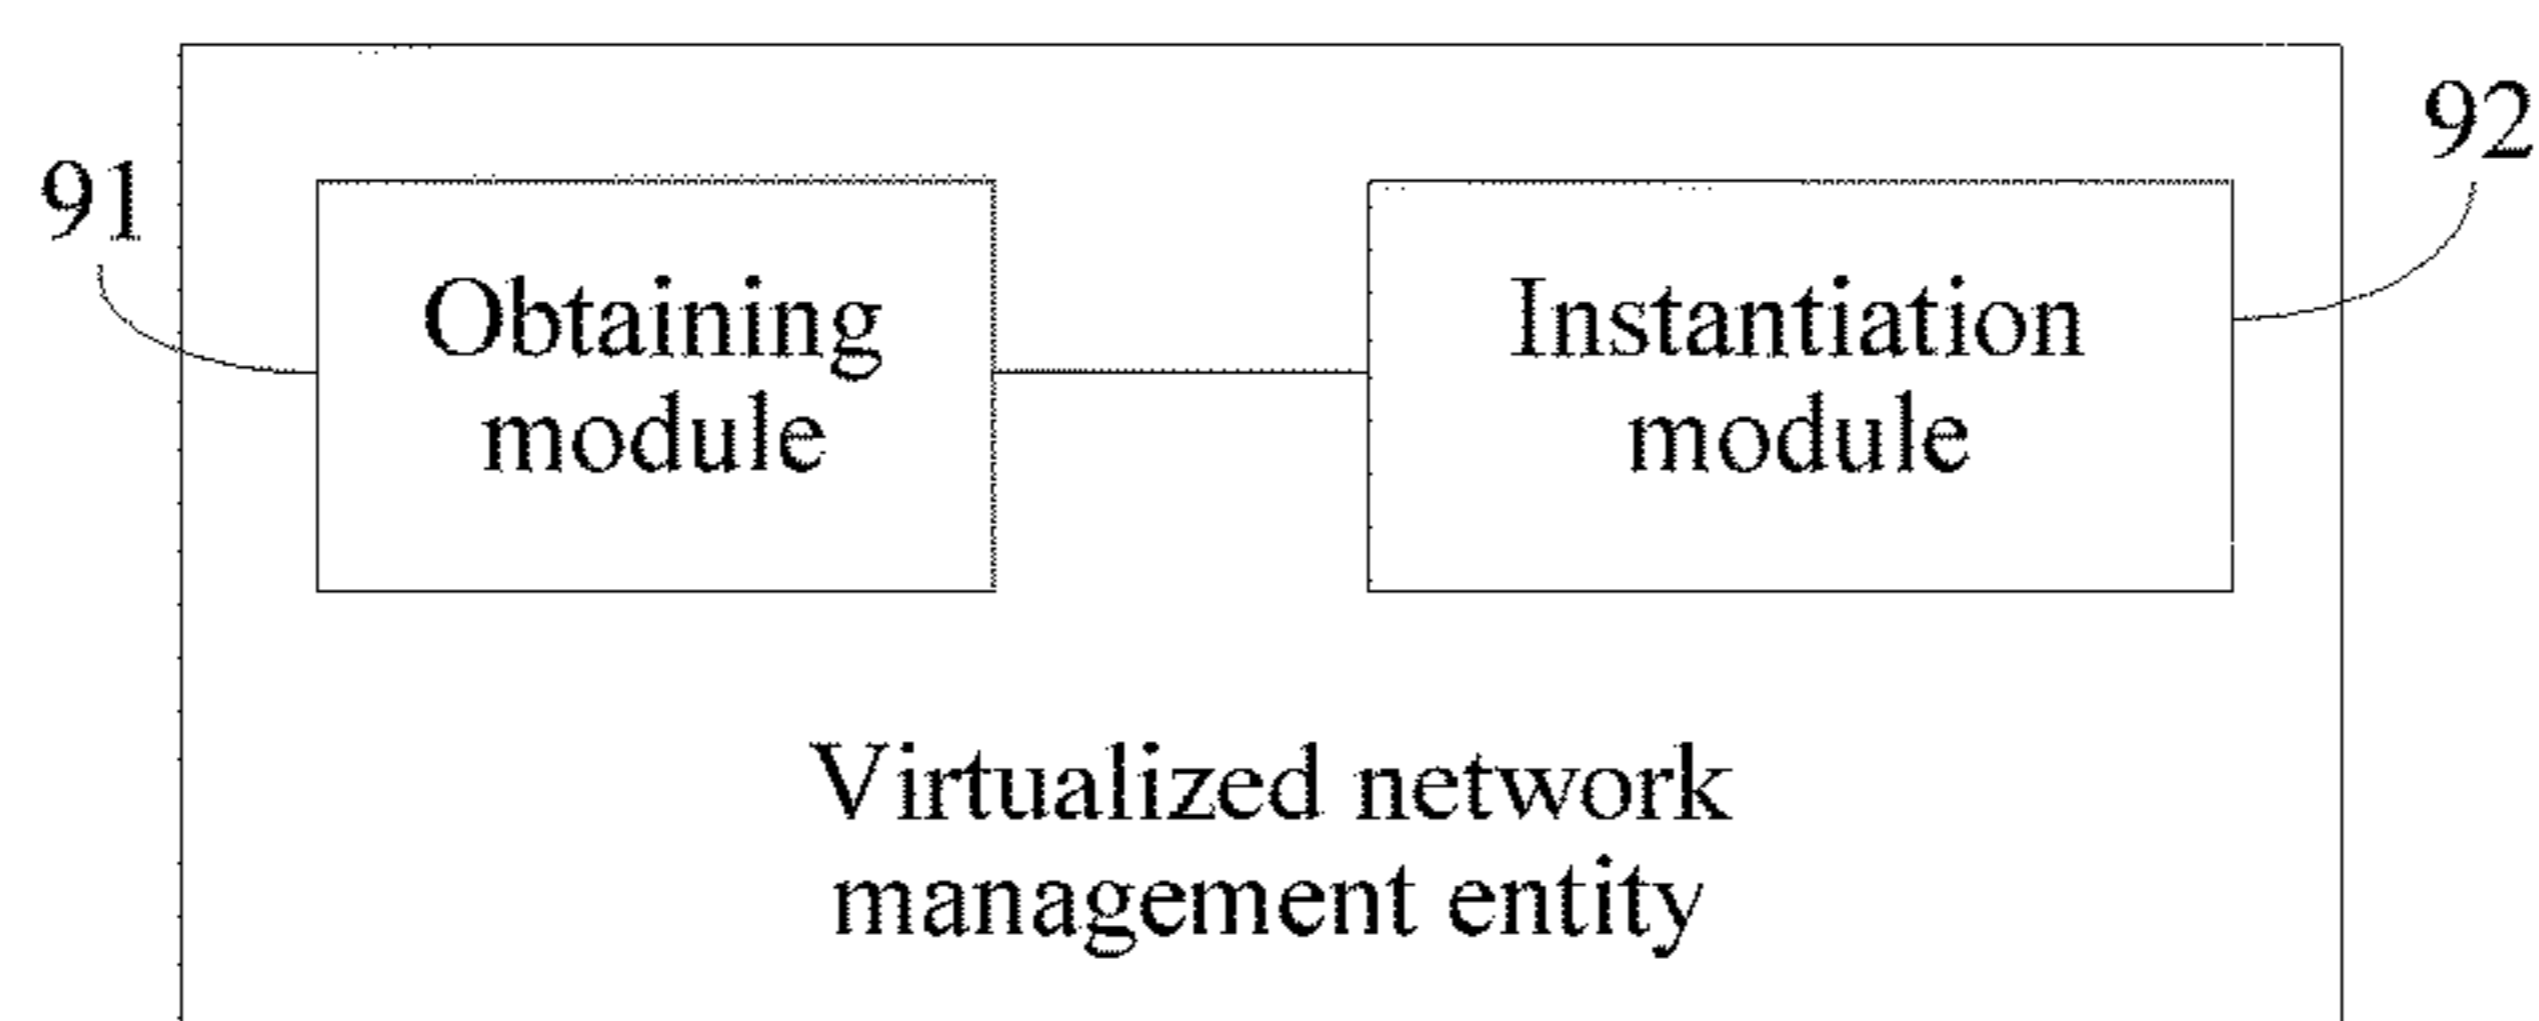 92
91
Obtaining
module
Instantiation
module
Virtualized network
management entity